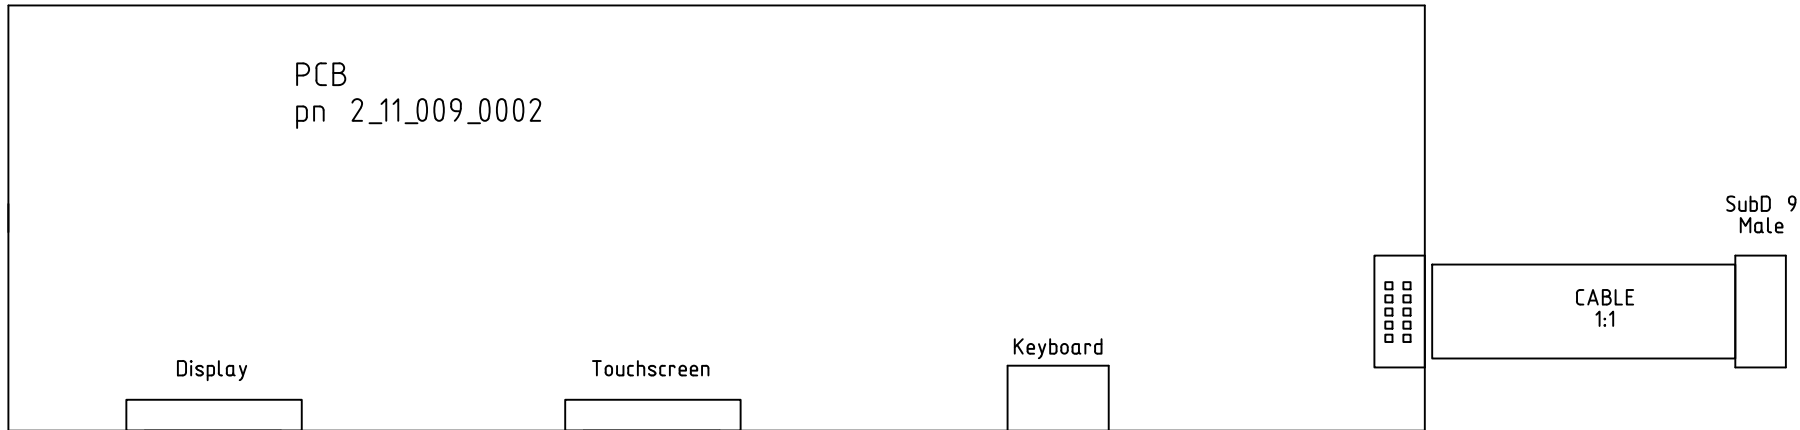 PCB
pn 2_11_009_0002
SubD 9
Male
CABLE
1:1
Keyboard
Display
Touchscreen